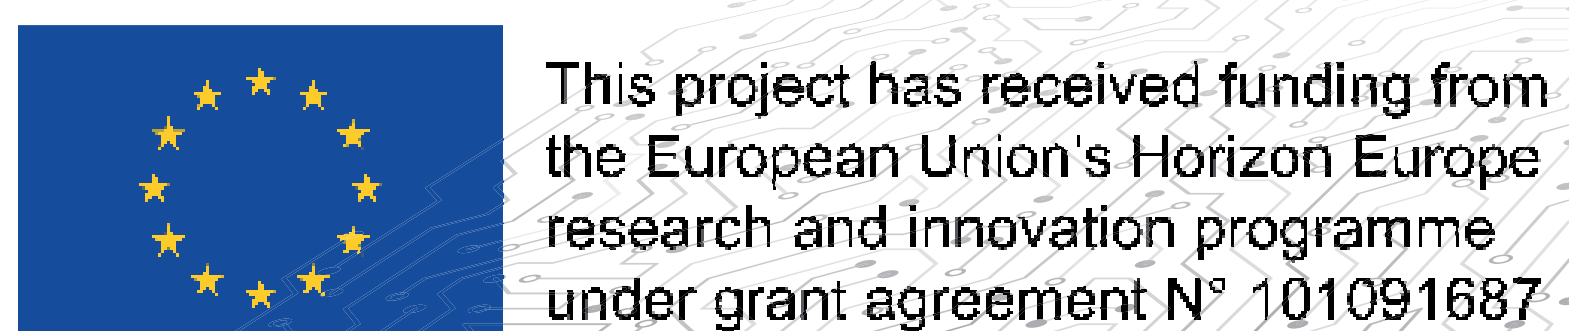 This project has received funding from
the European Union's Horizon Europe
research and innovation programme
under grant agreement N° 101091687